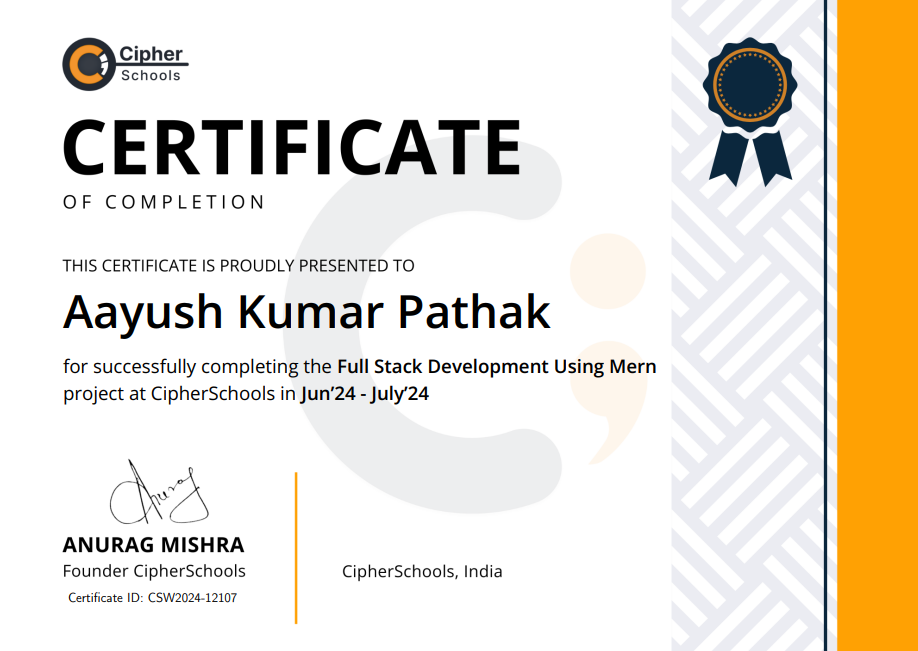 Cipher
Schools
CERTIFICATE
OF COMPLETION
THIS CERTIFICATE IS PROUDLY PRESENTED TO
Aayush Kumar Pathak
for successfully completing the Full Stack Development Using Mern
project at CipherSchools in Jun’24 - July’24
Anurag
ANURAG MISHRA
Founder CipherSchools
Certificate ID: CSW2024-12107
CipherSchools, India